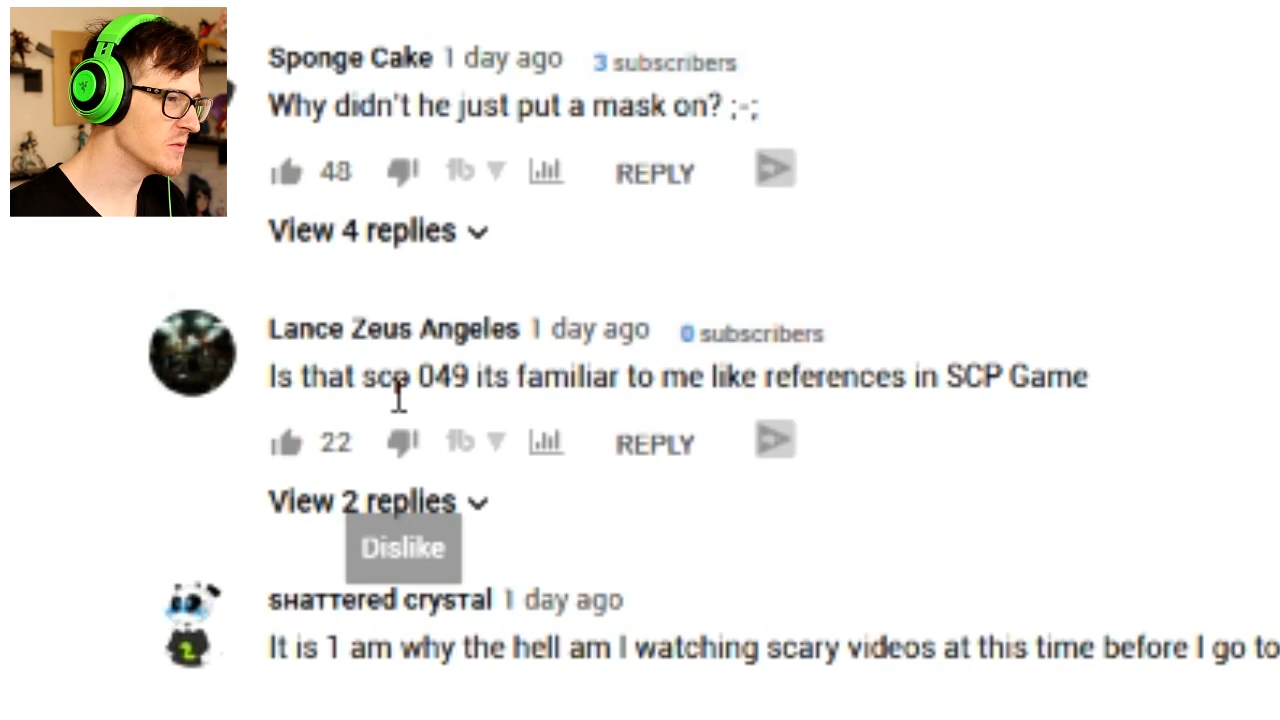 Sponge Cake 1 day ago 3 subscribers
Why didn't he just put a mask on? ;-;
48 REPLY
View 4 replies
Lance Zeus Angeles 1 day ago 0 subscribers
Is that scp 049 its familiar to me like references in SCP Game
22 REPLY
View 2 replies
Dislike
sнaттered crysтal 1 day ago
It is 1 am why the hell am I watching scary videos at this time before I go to